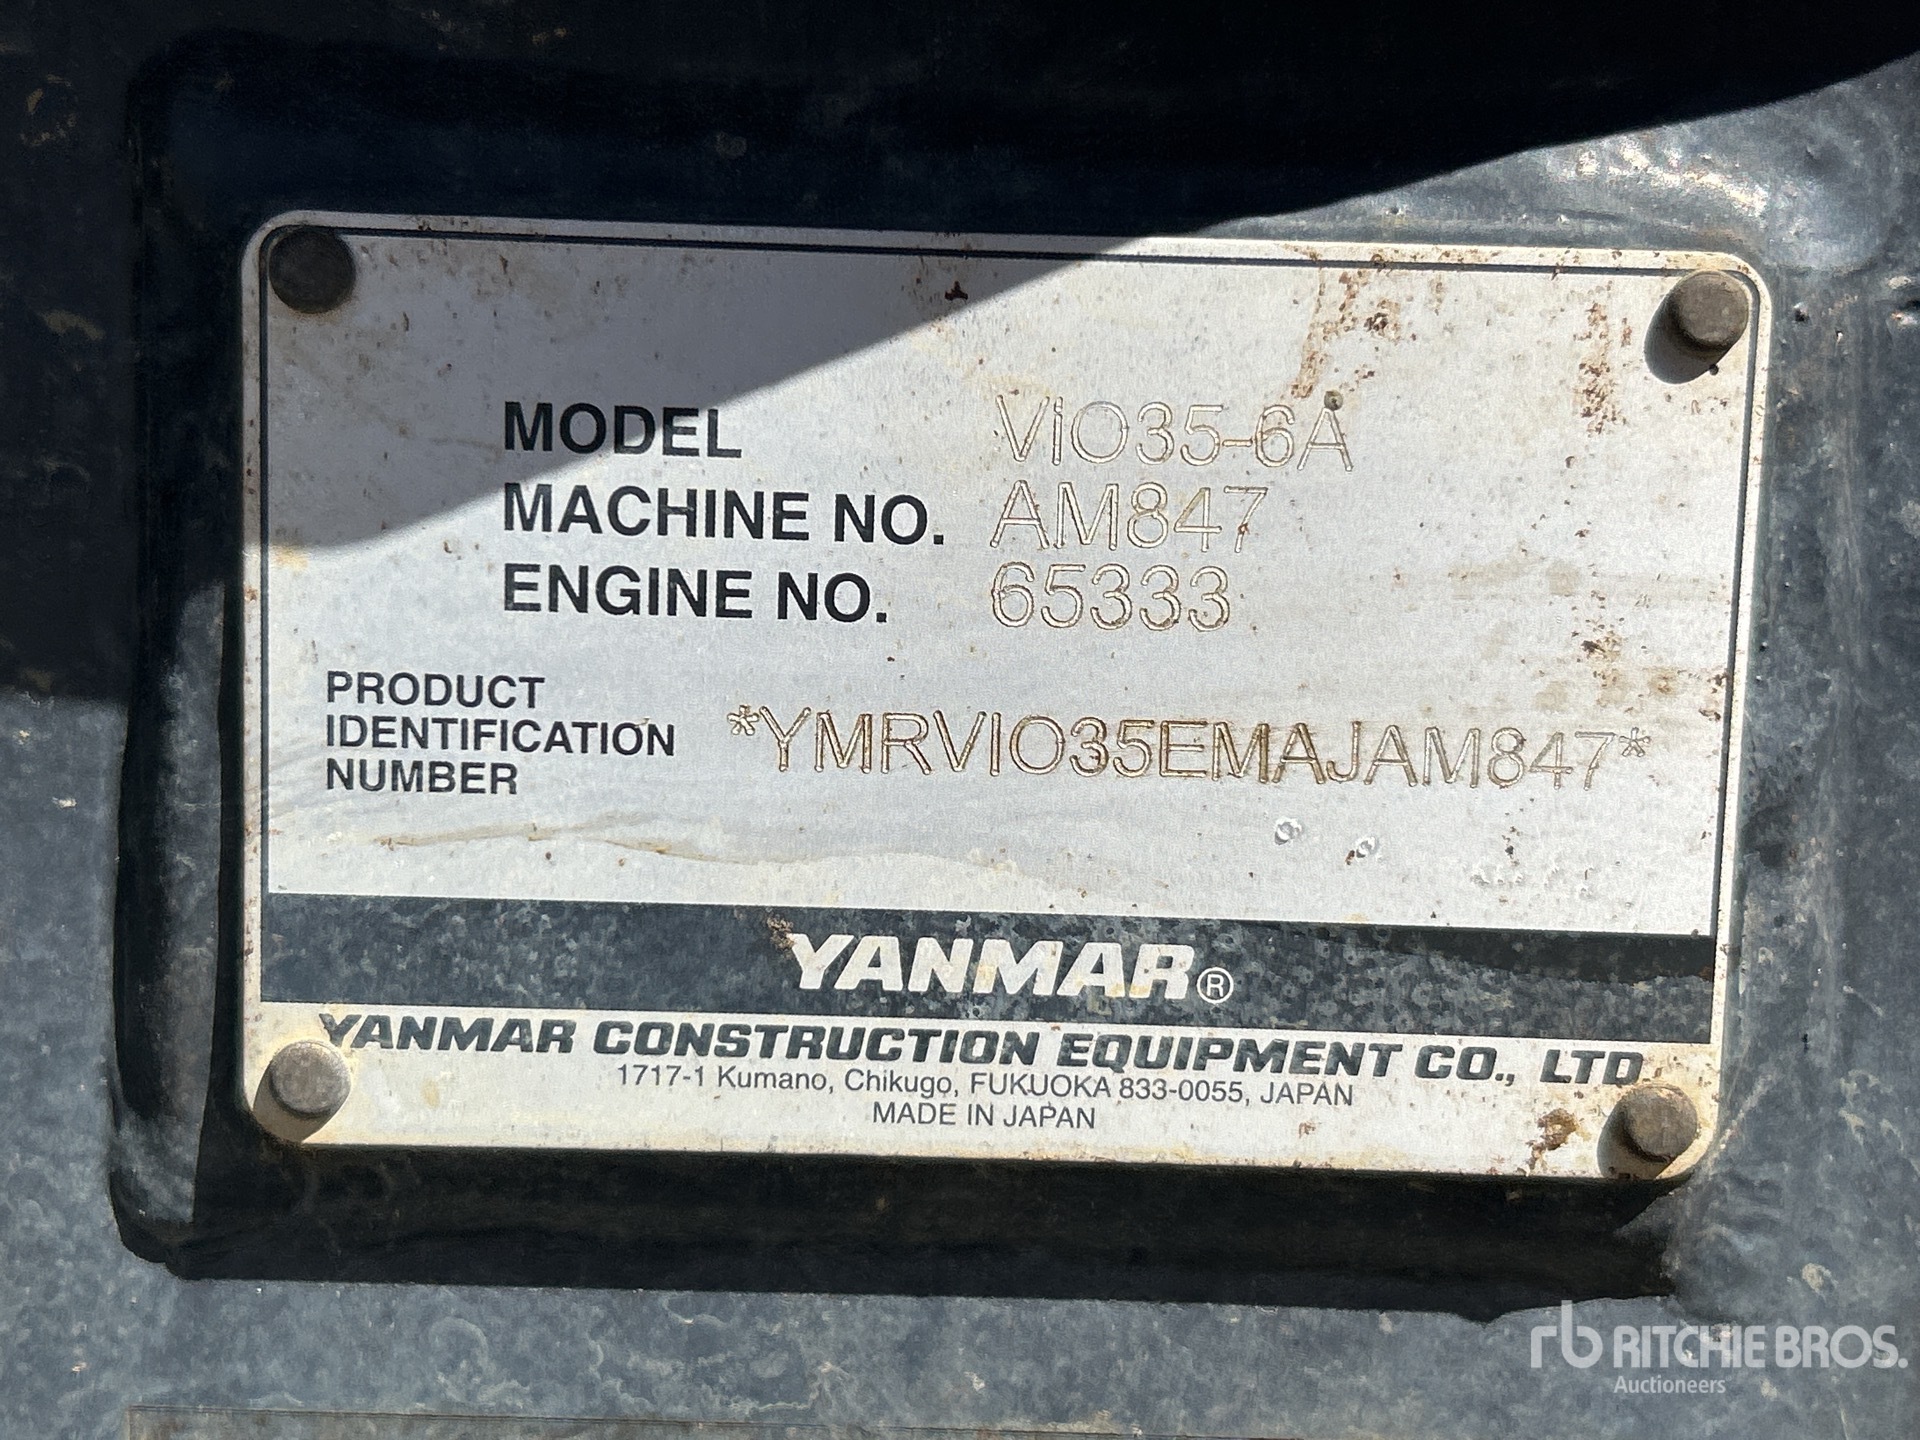 MODEL ViO35-6A
MACHINE NO. AM847
ENGINE NO. 65333
PRODUCT
IDENTIFICATION
NUMBER
*YMRVIO35EMAJAM847*
YANMAR®
YANMAR CONSTRUCTION EQUIPMENT CO., LTD
1717-1 Kumano, Chikugo, FUKUOKA 833-0055, JAPAN
MADE IN JAPAN
rb RITCHIE BROS.
Auctioneers